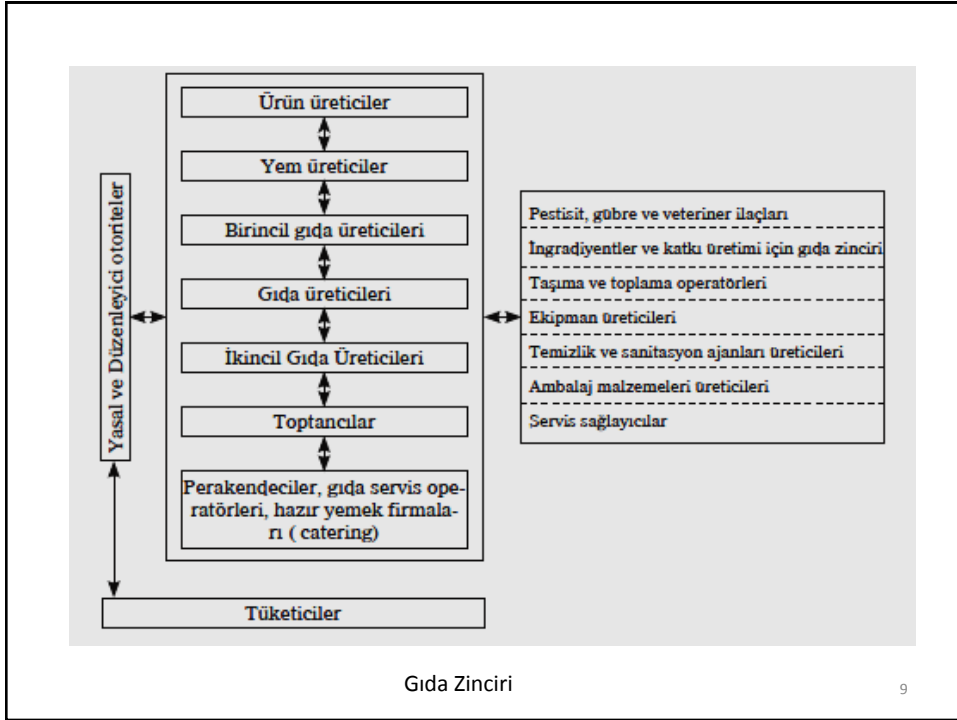 Yasal ve Düzenleyici otoriteler
Ürün üreticiler
Yem üreticiler
Birincil gıda üreticileri
Gıda üreticileri
İkincil Gıda Üreticileri
Toptancılar
Perakendeciler, gıda servis ope-
ratörleri, hazır yemek firmala-
rı ( catering)
Pestisit, gübre ve veteriner ilaçları
İngradiyentler ve katkı üretimi için gıda zinciri
Taşıma ve toplama operatörleri
Ekipman üreticileri
Temizlik ve sanitasyon ajanları üreticileri
Ambalaj malzemeleri üreticileri
Servis sağlayıcılar
Tüketiciler
Gıda Zinciri
9